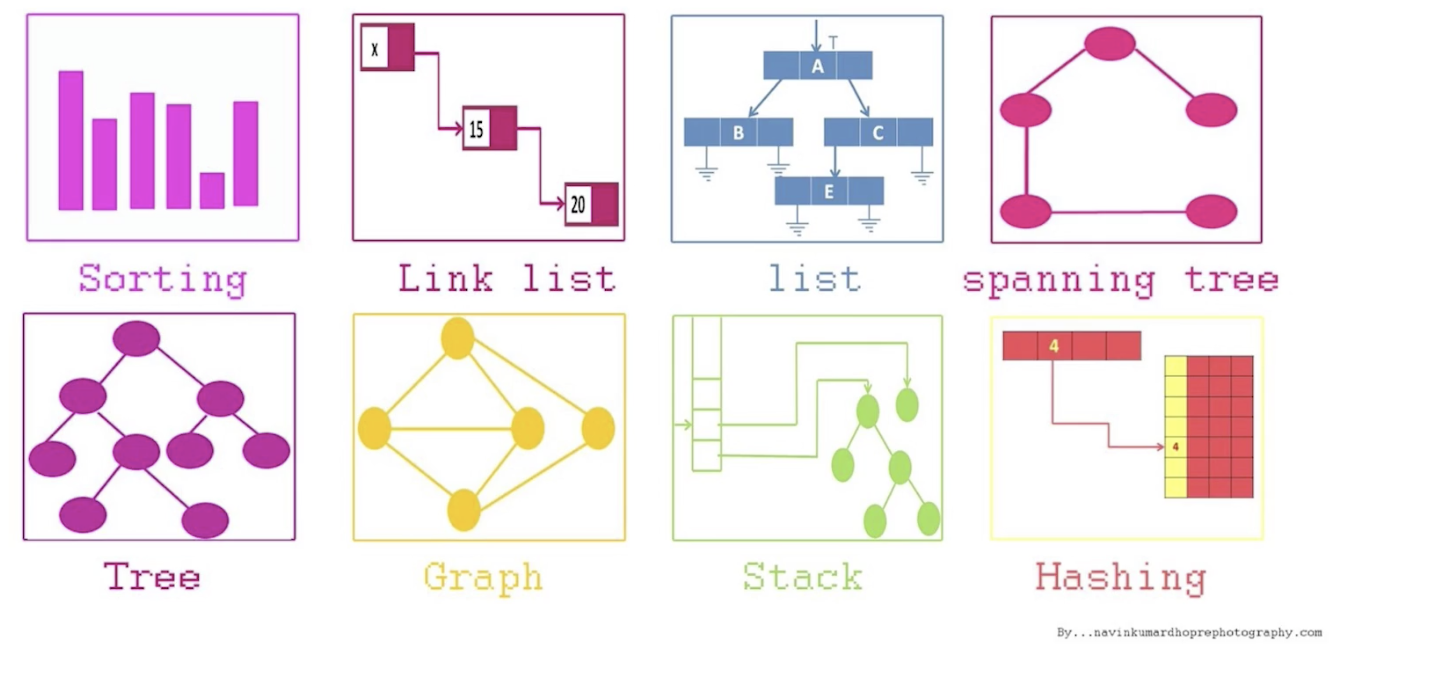 x
15
20
T
A
B
C
E
Sorting
Link list
list
spanning tree
4
4
Tree
Graph
Stack
Hashing
By...navinkumardhoprephotography.com